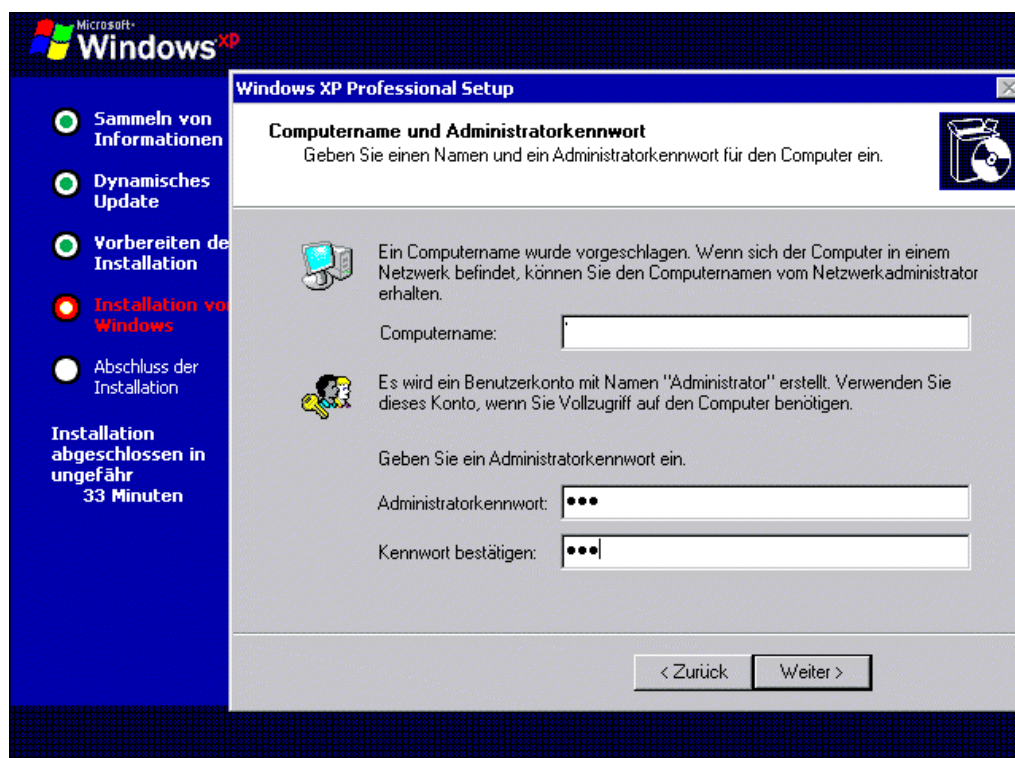 Microsoft
Windows XP
Windows XP Professional Setup
Sammeln von
Informationen
Dynamisches
Update
Vorbereiten de
Installation
Installation vo
Windows
Abschluss der
Installation
Installation
abgeschlossen in
ungefähr
33 Minuten
Computername und Administratorkennwort
Geben Sie einen Namen und ein Administratorkennwort für den Computer ein.
Ein Computername wurde vorgeschlagen. Wenn sich der Computer in einem
Netzwerk befindet, können Sie den Computernamen vom Netzwerkadministrator
erhalten.
Computername:
Es wird ein Benutzerkonto mit Namen "Administrator" erstellt. Verwenden Sie
dieses Konto, wenn Sie Vollzugriff auf den Computer benötigen.
Geben Sie ein Administratorkennwort ein.
Administratorkennwort: ●●●
Kennwort bestätigen: ●●●
< Zurück
Weiter >